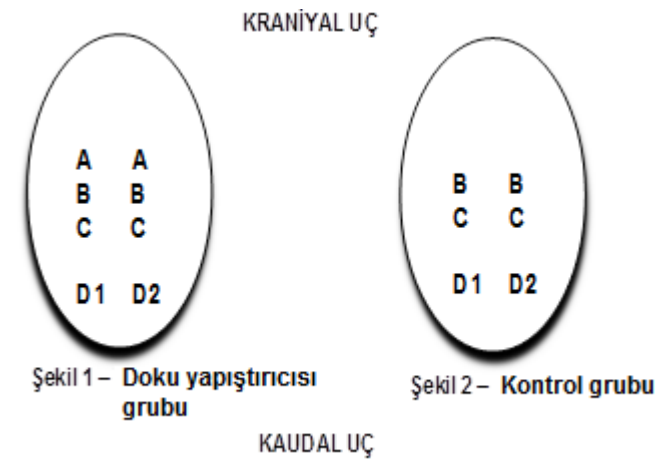 KRANİYAL UÇ
A A
B B
C C
D1 D2
Şekil 1 – Doku yapıştırıcısı
grubu
B B
C C
D1 D2
Şekil 2 – Kontrol grubu
KAUDAL UÇ